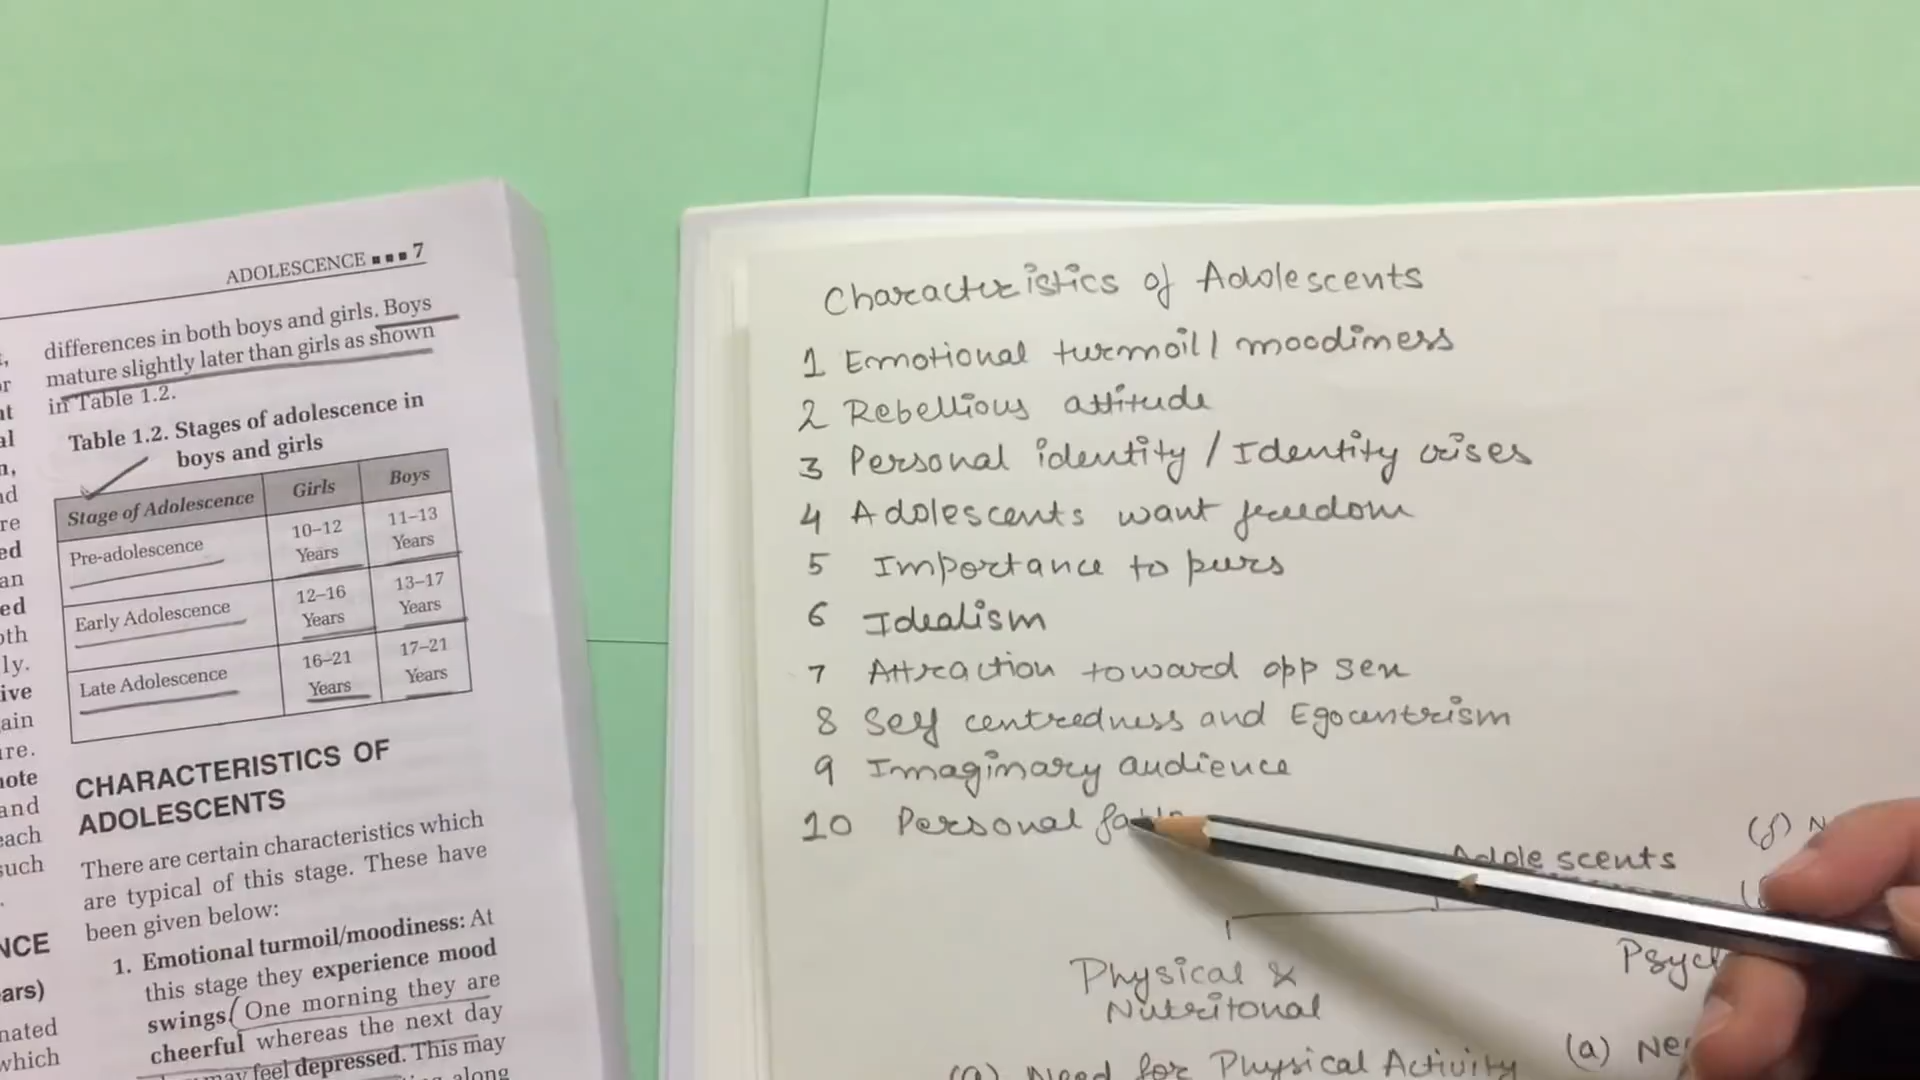 ADOLESCENCE ■ ■ ■ 7
differences in both boys and girls. Boys
mature slightly later than girls as shown
in Table 1.2.
Table 1.2. Stages of adolescence in
boys and girls
Stage of Adolescence Girls Boys
Pre-adolescence 10–12 Years 11–13 Years
Early Adolescence 12–16 Years 13–17 Years
Late Adolescence 16–21 Years 17–21 Years
CHARACTERISTICS OF
ADOLESCENTS
There are certain characteristics which
are typical of this stage. These have
been given below:
1. Emotional turmoil/moodiness: At
this stage they experience mood
swings. (One morning they are
cheerful whereas the next day
may feel depressed. This may
along
Characteristics of Adolescents
1 Emotional turmoil / moodimess
2 Rebellious attitude
3 Personal identity / Identity crises
4 Adolescents want freedom
5 Importance to peers
6 Idealism
7 Attraction toward opp sex
8 Self centredness and Egocentrism
9 Imaginary audience
10 Personal
Adolescents
Physical &
Nutritonal
(a) Need for Physical Activity
(a)
(f)